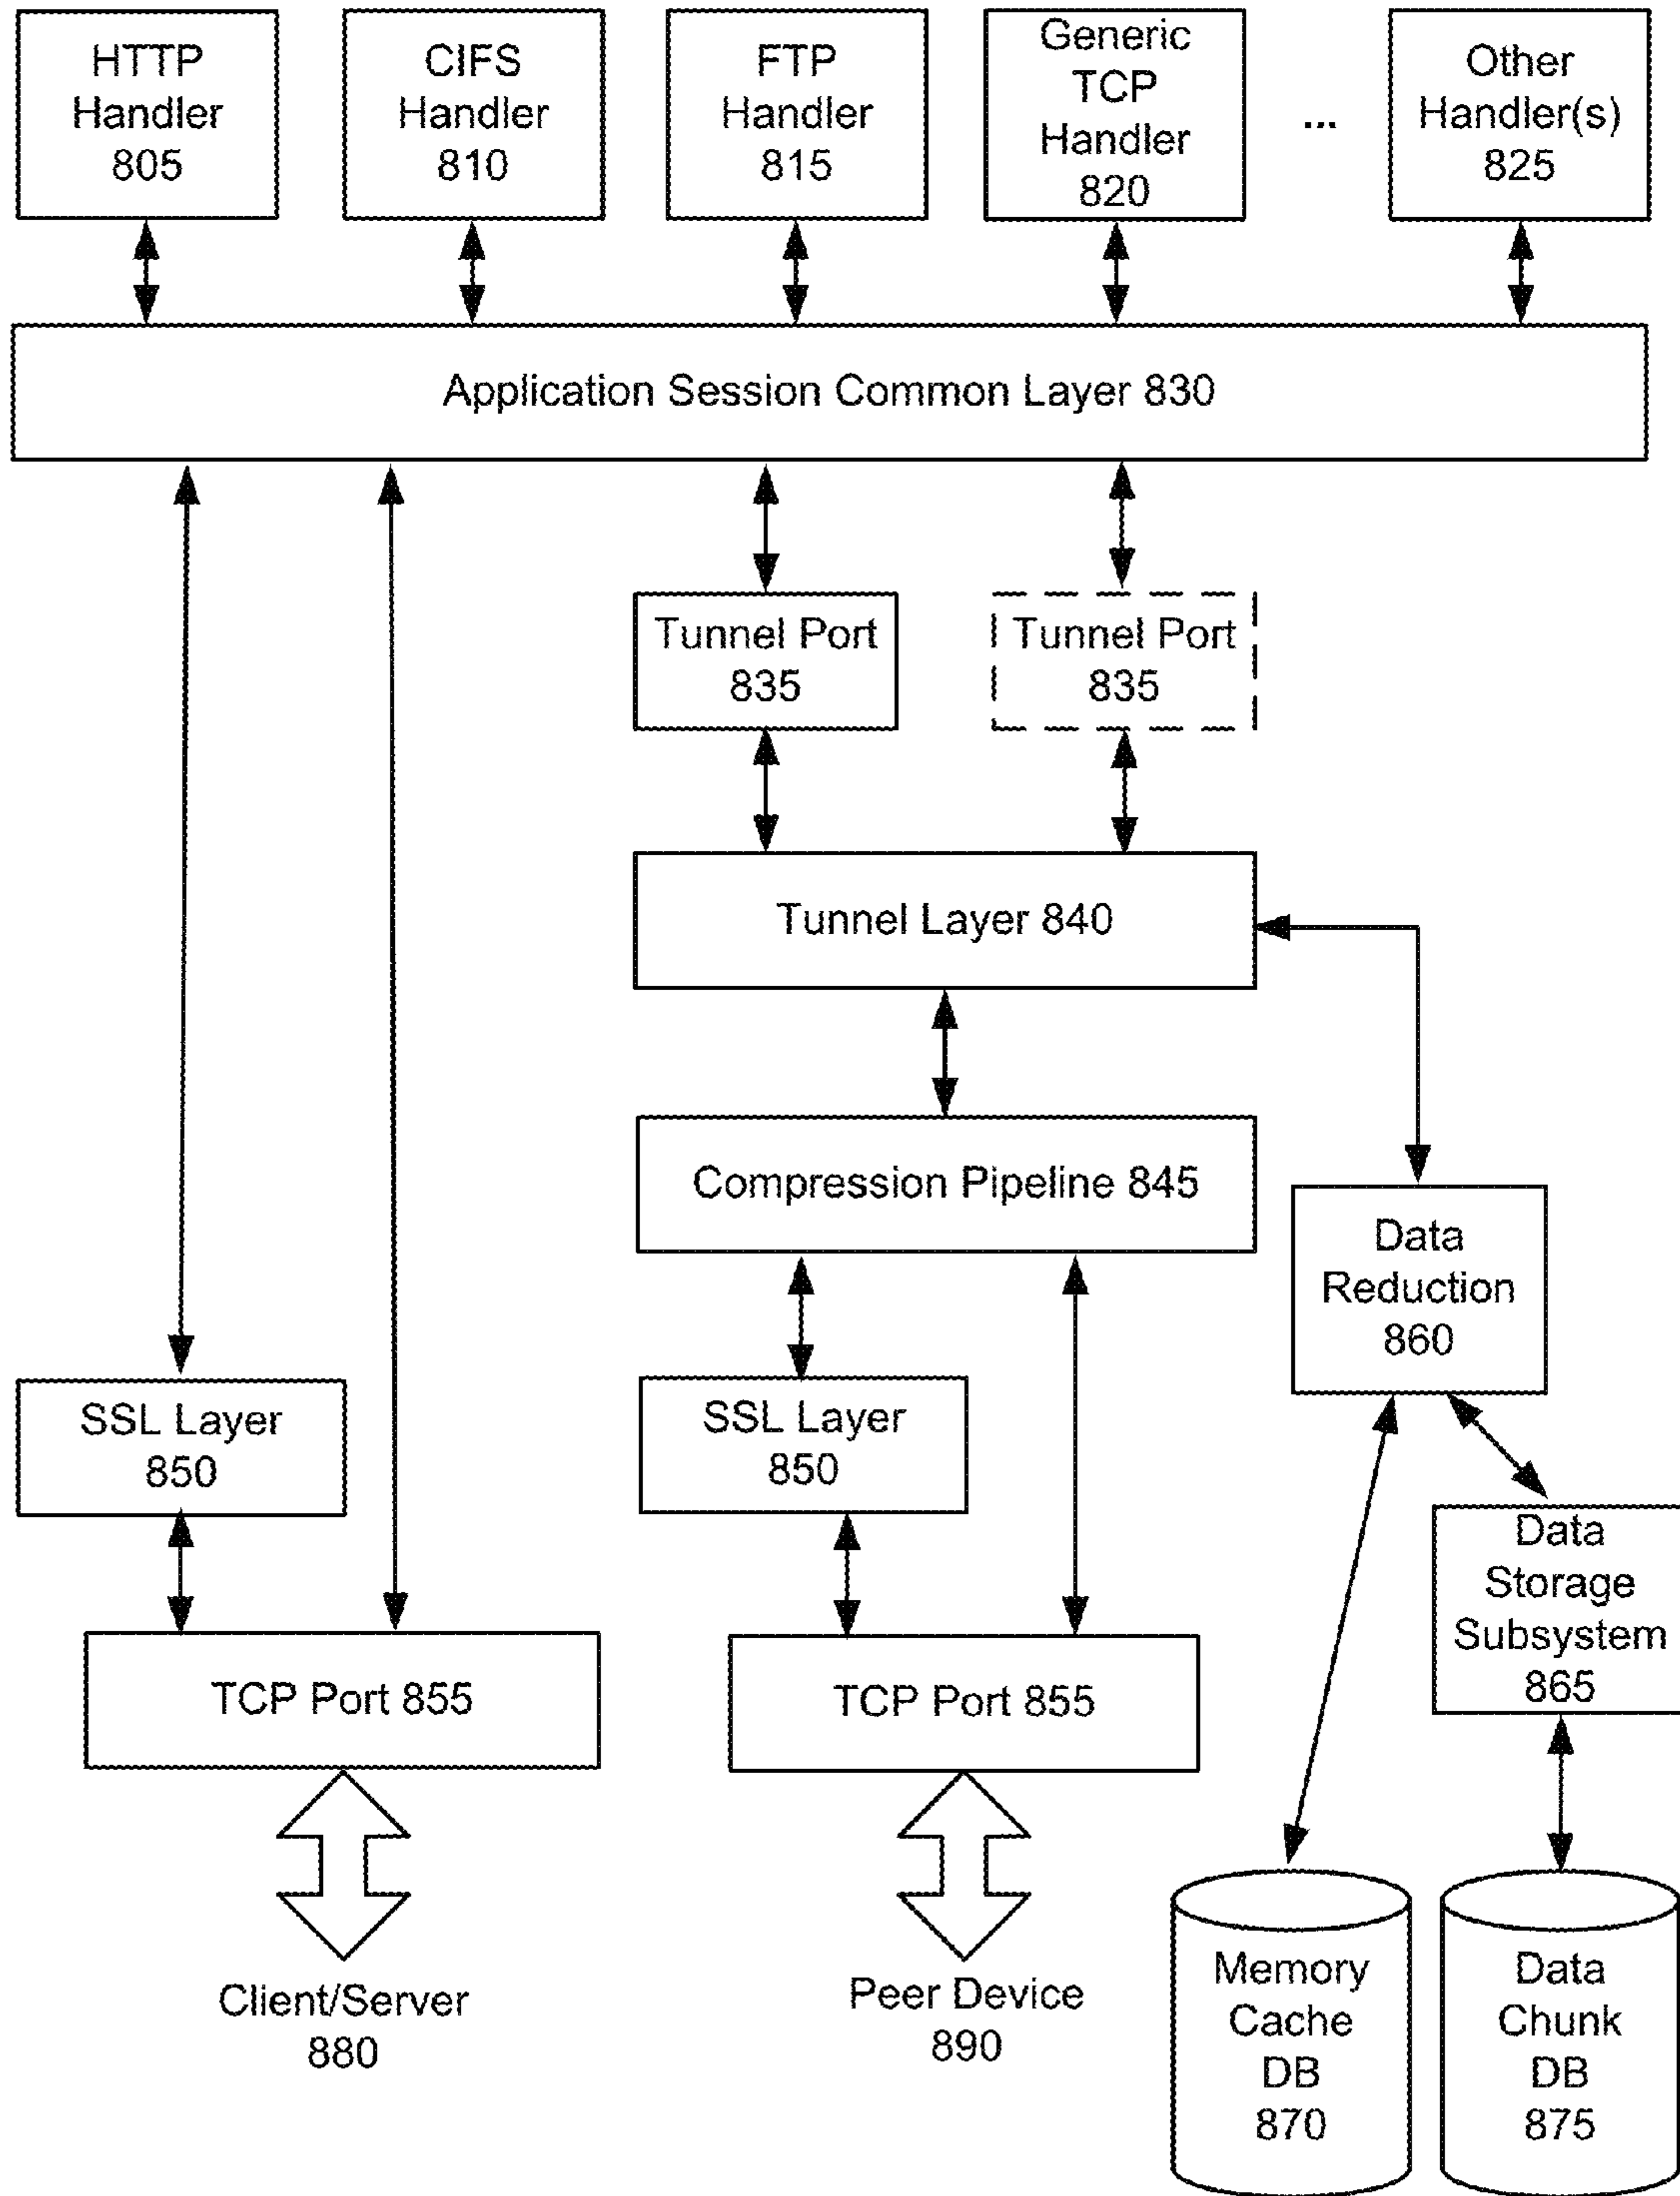 HTTP
Handler
805
CIFS
Handler
810
FTP
Handler
815
Generic
TCP
Handler
820
...
Other
Handler(s)
825
Application Session Common Layer 830
Tunnel Port
835
Tunnel Port
835
Tunnel Layer 840
Compression Pipeline 845
Data
Reduction
860
SSL Layer
850
SSL Layer
850
Data
Storage
Subsystem
865
TCP Port 855
TCP Port 855
Client/Server
880
Peer Device
890
Memory
Cache
DB
870
Data
Chunk
DB
875